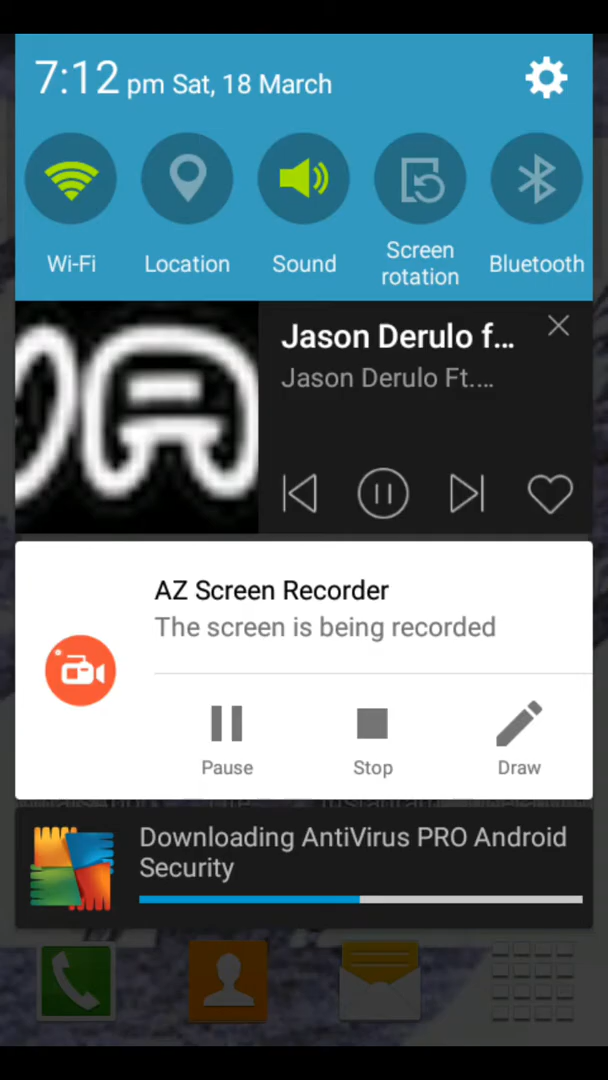 7:12 pm Sat, 18 March
Wi-Fi
Location
Sound
Screen
rotation
Bluetooth
Jason Derulo f...
Jason Derulo Ft....
AZ Screen Recorder
The screen is being recorded
Pause
Stop
Draw
Downloading AntiVirus PRO Android
Security